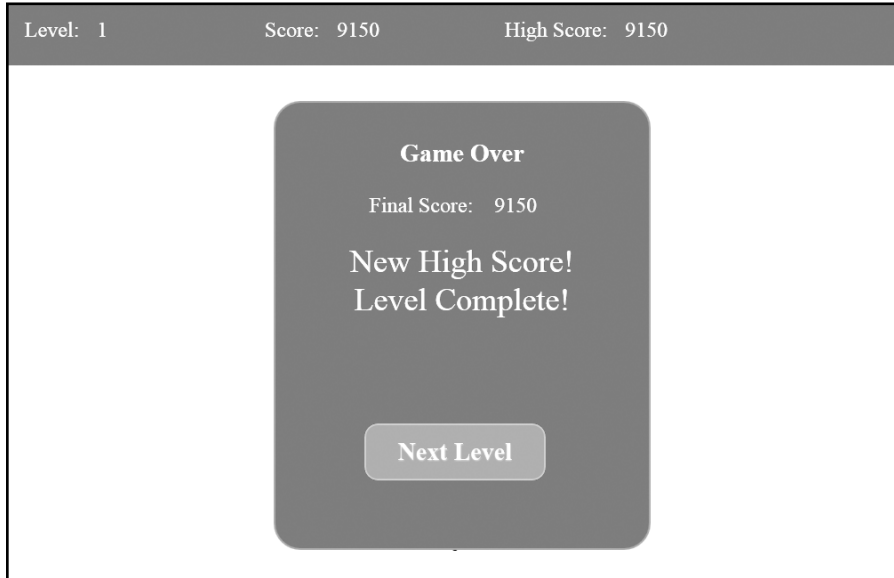 Level: 1 Score: 9150 High Score: 9150
Game Over
Final Score: 9150
New High Score!
Level Complete!
Next Level